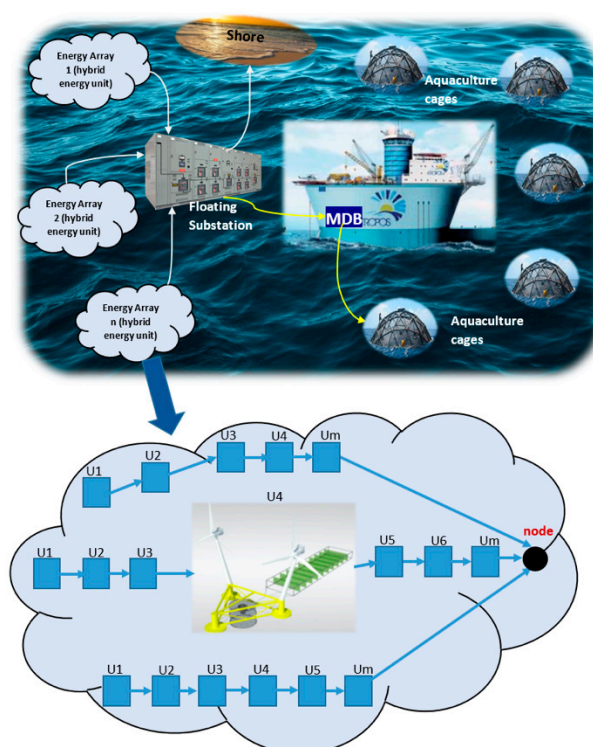 Energy Array
1 (hybrid
energy unit)
Shore
Aquaculture
cages
Energy Array
2 (hybrid
energy unit)
Floating
Substation
MDB
TROPOS
Energy Array
n (hybrid
energy unit)
Aquaculture
cages
U1
U2
U3
U4
Um
U4
node
U1
U2
U3
U5
U6
Um
U1
U2
U3
U4
U5
Um